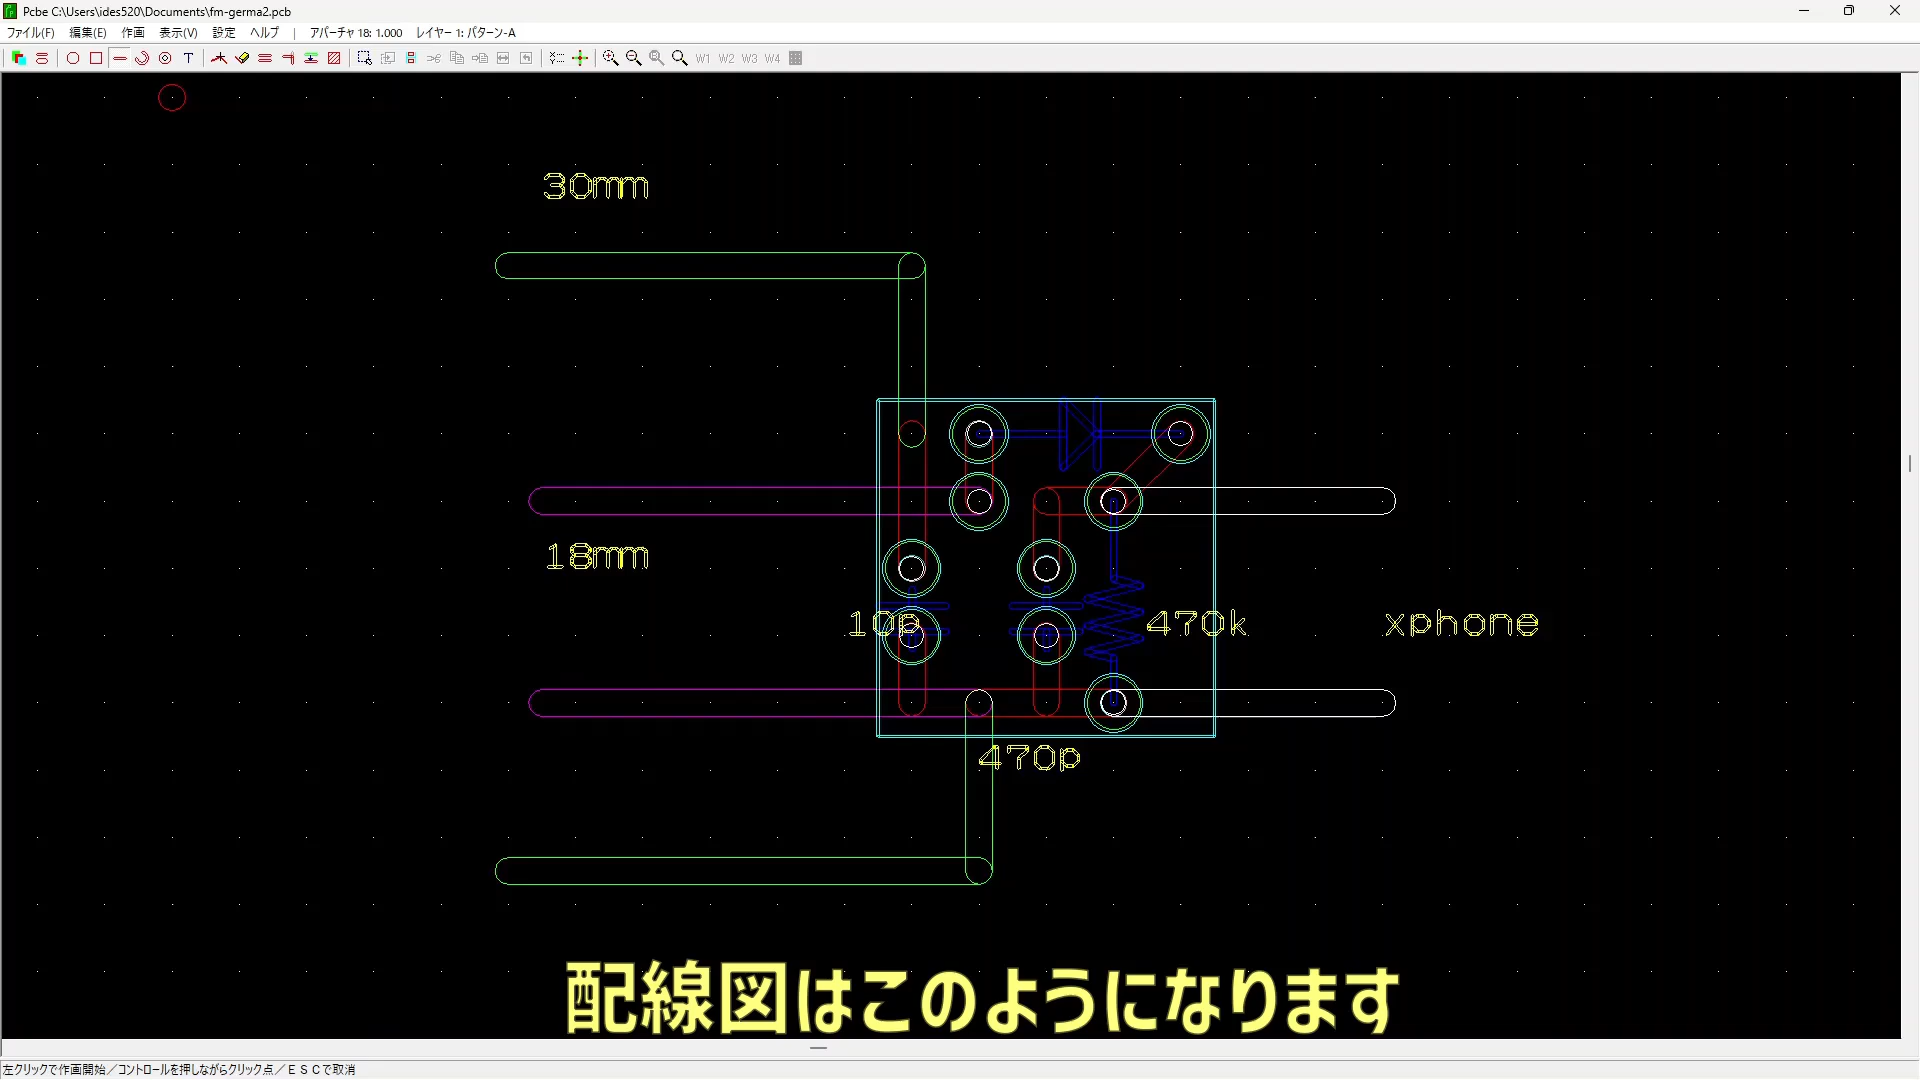 Pcbe C:\Users\ides520\Documents\fm-germa2.pcb
ファイル(F) 編集(E) 作画 表示(V) 設定 ヘルプ | アパーチャ 18: 1.000 レイヤー 1: パターン-A
T W1 W2 W3 W4
30mm
18mm
10p
470k
xphone
470p
配線図はこのようになります
左クリックで作画開始／コントロールを押しながらクリック点／ＥＳＣで取消